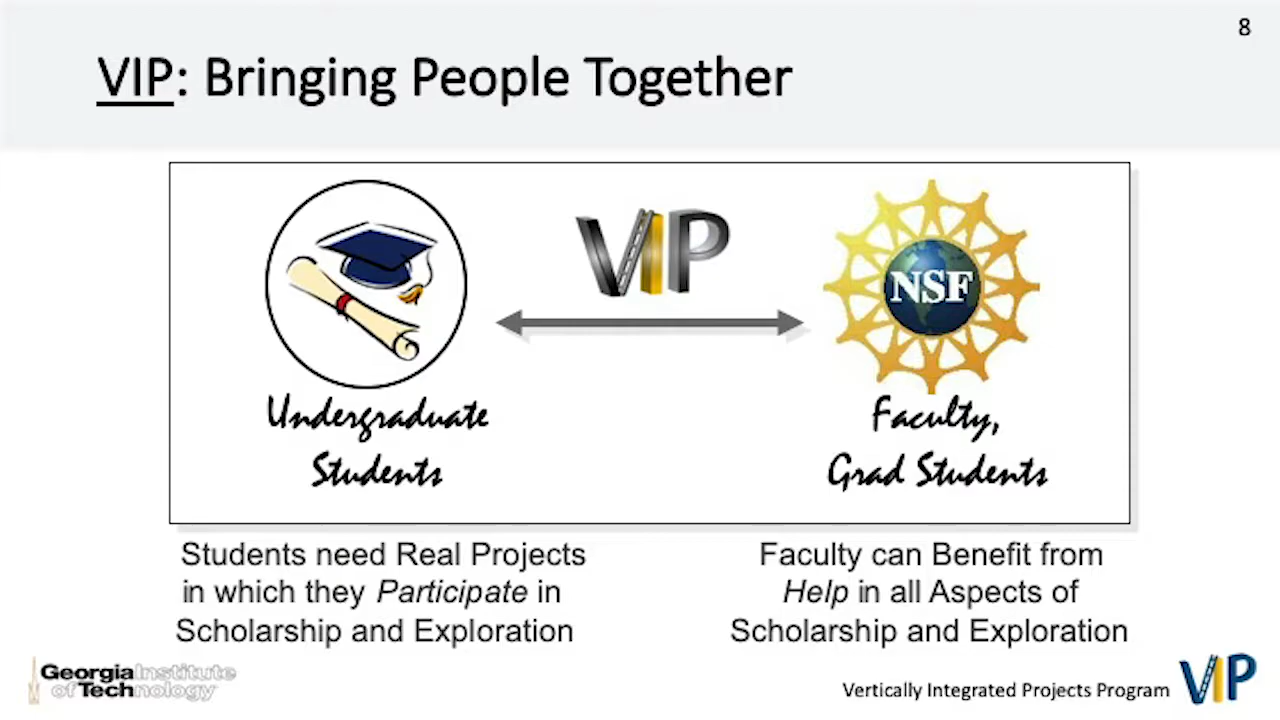 8
VIP: Bringing People Together
VIP
NSF
Undergraduate
Students
Faculty,
Grad Students
Students need Real Projects
in which they Participate in
Scholarship and Exploration
Faculty can Benefit from
Help in all Aspects of
Scholarship and Exploration
Georgia Institute
of Technology
Vertically Integrated Projects Program
VIP